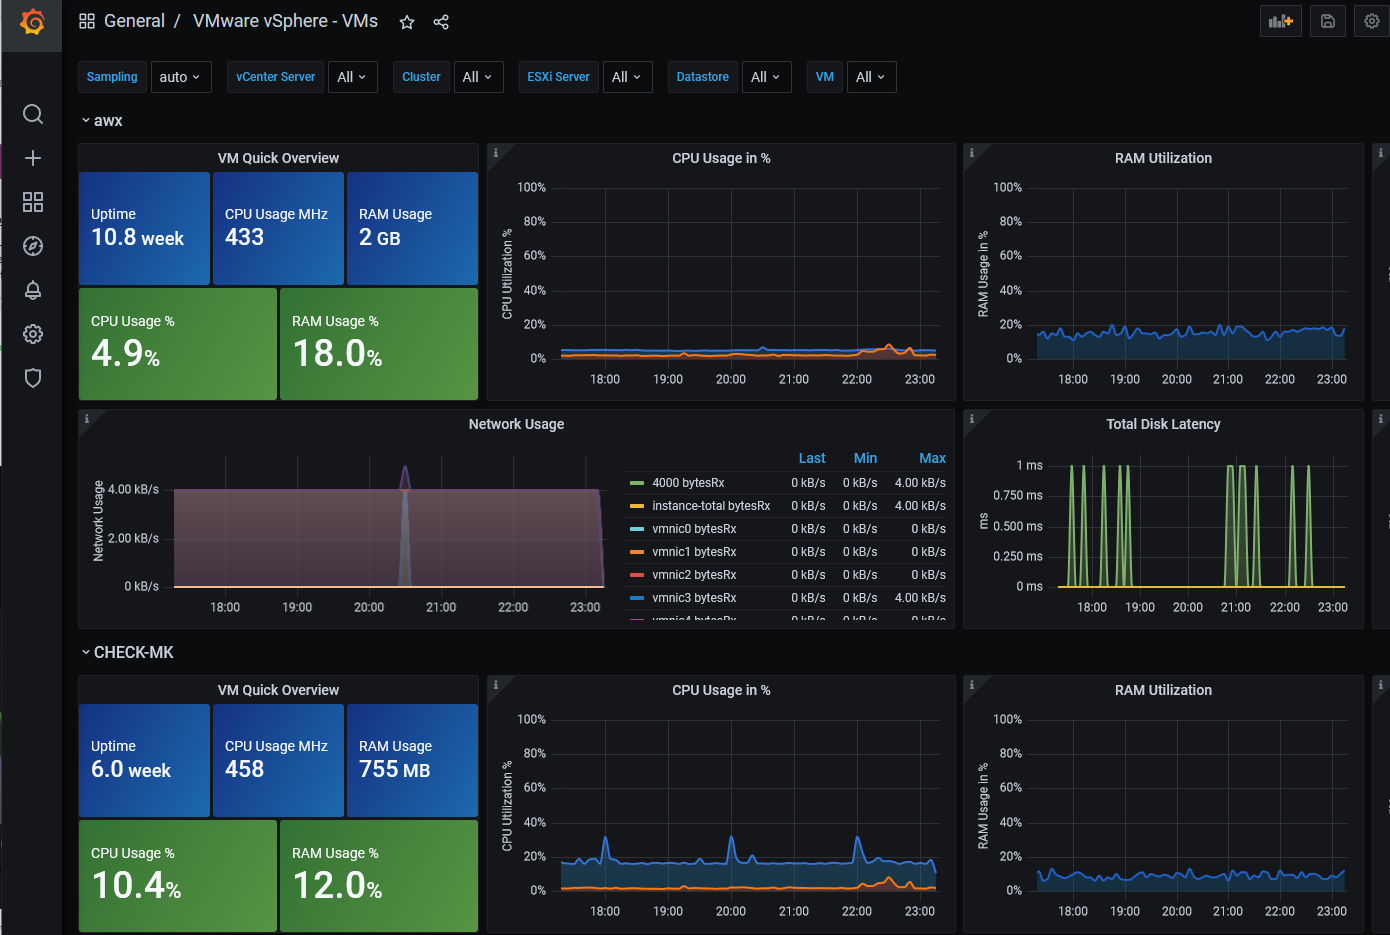 General / VMware vSphere - VMs
Sampling auto vCenter Server All Cluster All ESXi Server All Datastore All VM All
awx
VM Quick Overview
Uptime
10.8 week
CPU Usage MHz
433
RAM Usage
2 GB
CPU Usage %
4.9%
RAM Usage %
18.0%
CPU Usage in %
CPU Utilization %
100%
80%
60%
40%
20%
0%
18:00 19:00 20:00 21:00 22:00 23:00
RAM Utilization
RAM Usage in %
100%
80%
60%
40%
20%
0%
18:00 19:00 20:00 21:00 22:00 23:00
Network Usage
Network Usage
4.00 kB/s
2.00 kB/s
0 kB/s
18:00 19:00 20:00 21:00 22:00 23:00
Last Min Max
4000 bytesRx 0 kB/s 0 kB/s 4.00 kB/s
instance-total bytesRx 0 kB/s 0 kB/s 4.00 kB/s
vmnic0 bytesRx 0 kB/s 0 kB/s 0 kB/s
vmnic1 bytesRx 0 kB/s 0 kB/s 0 kB/s
vmnic2 bytesRx 0 kB/s 0 kB/s 0 kB/s
vmnic3 bytesRx 0 kB/s 0 kB/s 4.00 kB/s
Total Disk Latency
ms
1 ms
0.750 ms
0.500 ms
0.250 ms
0 ms
18:00 19:00 20:00 21:00 22:00 23:00
CHECK-MK
VM Quick Overview
Uptime
6.0 week
CPU Usage MHz
458
RAM Usage
755 MB
CPU Usage %
10.4%
RAM Usage %
12.0%
CPU Usage in %
CPU Utilization %
100%
80%
60%
40%
20%
0%
18:00 19:00 20:00 21:00 22:00 23:00
RAM Utilization
RAM Usage in %
100%
80%
60%
40%
20%
0%
18:00 19:00 20:00 21:00 22:00 23:00